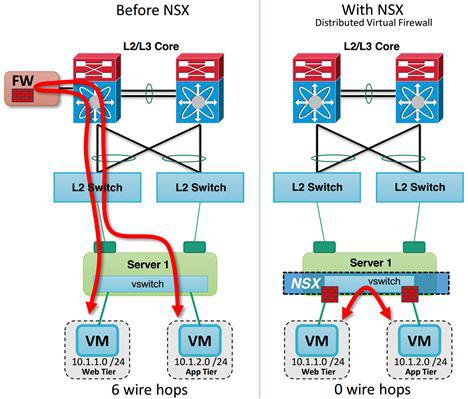 Before NSX
L2/L3 Core
FW
L2 Switch
L2 Switch
Server 1
vswitch
VM
10.1.1.0 /24
Web Tier
VM
10.1.2.0 /24
App Tier
6 wire hops
With NSX
Distributed Virtual Firewall
L2/L3 Core
L2 Switch
L2 Switch
Server 1
NSX
vswitch
VM
10.1.1.0 /24
Web Tier
VM
10.1.2.0 /24
App Tier
0 wire hops